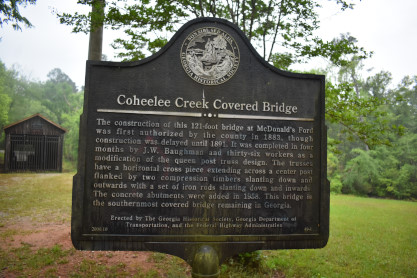 Coheelee Creek Covered Bridge
The construction of this 121-foot bridge at McDonald's Ford
was first authorized by the county in 1883, though
construction was delayed until 1891. It was completed in four
months by J.W. Baughman and thirty-six workers as a
modification of the queen post truss design. The trusses
have a horizontal cross piece extending across a center post
flanked by two compression timbers slanting down and
outwards with a set of iron rods slanting down and inwards.
The concrete abutments were added in 1958. This bridge is
the southernmost covered bridge remaining in Georgia.
Erected by The Georgia Historical Society, Georgia Department of
Transportation, and the Federal Highway Administration